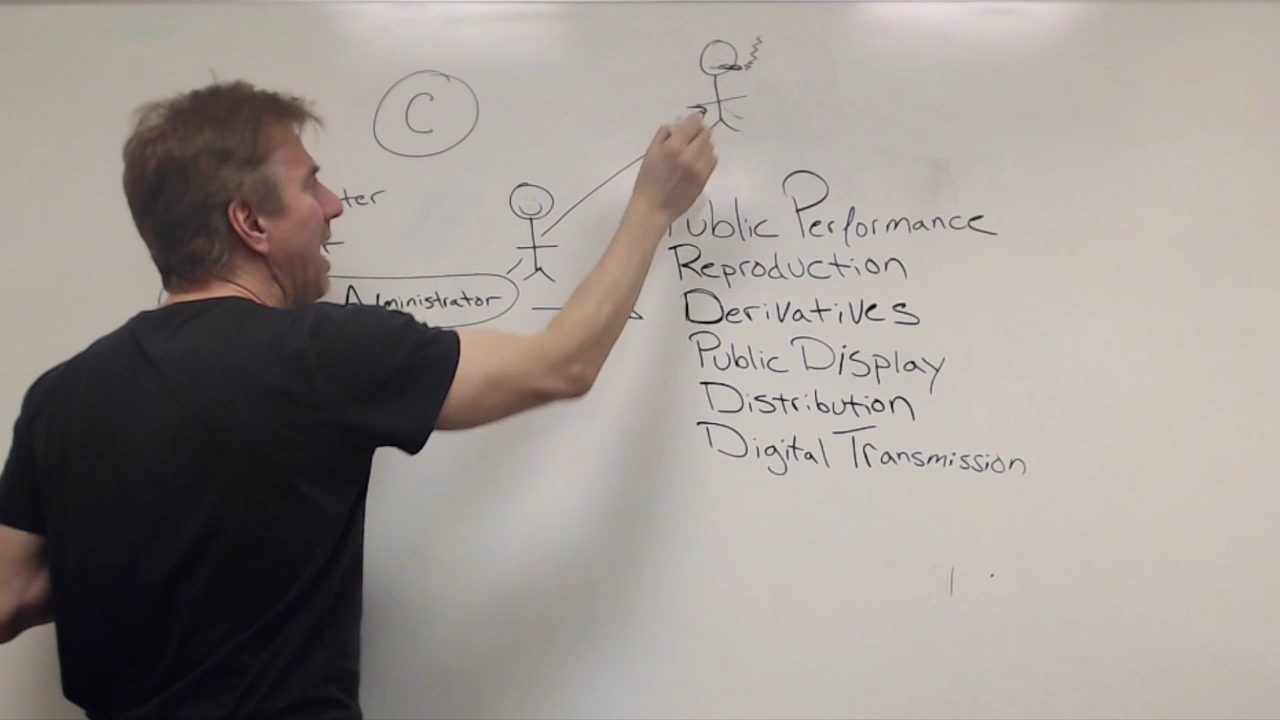 C
ter
Administrator
Public Performance
Reproduction
Derivatives
Public Display
Distribution
Digital Transmission